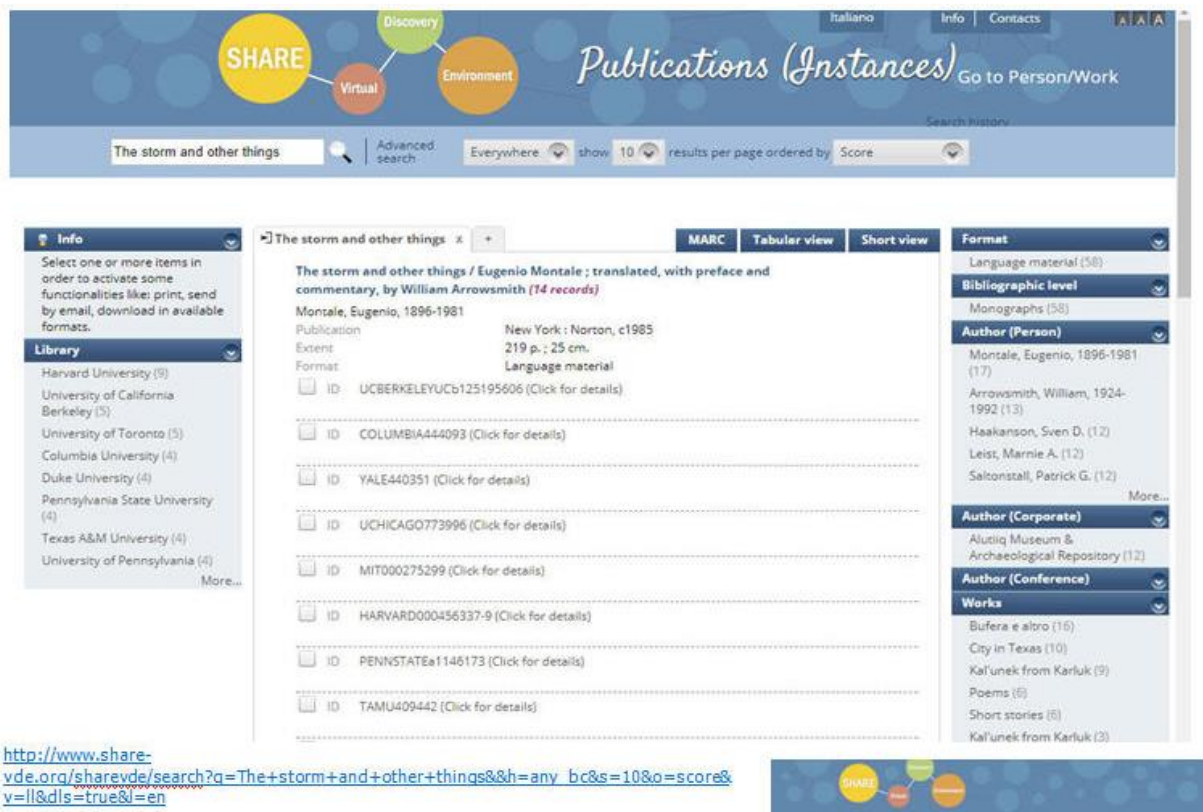 Italiano
Info | Contacts
A A A
SHARE
Discovery
Virtual
Environment
Publications (Instances)
Go to Person/Work
Search history
The storm and other things
Advanced search
Everywhere
show 10 results per page ordered by Score
Info
Select one or more items in
order to activate some
functionalities like: print, send
by email, download in available
formats.
Library
Harvard University (9)
University of California
Berkeley (5)
University of Toronto (5)
Columbia University (4)
Duke University (4)
Pennsylvania State University
(4)
Texas A&M University (4)
University of Pennsylvania (4)
More...
The storm and other things x +
MARC
Tabular view
Short view
The storm and other things / Eugenio Montale ; translated, with preface and
commentary, by William Arrowsmith (14 records)
Montale, Eugenio, 1896-1981
Publication New York : Norton, c1985
Extent 219 p. ; 25 cm.
Format Language material
ID UCBERKELEYUCb125195606 (Click for details)
ID COLUMBIA444093 (Click for details)
ID YALE440351 (Click for details)
ID UCHICAGO773996 (Click for details)
ID MIT000275299 (Click for details)
ID HARVARD000456337-9 (Click for details)
ID PENNSTATEa1146173 (Click for details)
ID TAMU409442 (Click for details)
Format
Language material (58)
Bibliographic level
Monographs (58)
Author (Person)
Montale, Eugenio, 1896-1981
(17)
Arrowsmith, William, 1924-
1992 (13)
Haakanson, Sven D. (12)
Leist, Marnie A. (12)
Saltonstall, Patrick G. (12)
More...
Author (Corporate)
Alutiiq Museum &
Archaeological Repository (12)
Author (Conference)
Works
Bufera e altro (16)
City in Texas (10)
Kal'unek from Karluk (9)
Poems (6)
Short stories (6)
Kal'unek from Karluk (3)
http://www.share-
vde.org/sharevde/search?q=The+storm+and+other+things&&h=any_bc&s=10&o=score&
v=ll&dls=true&l=en
SHARE